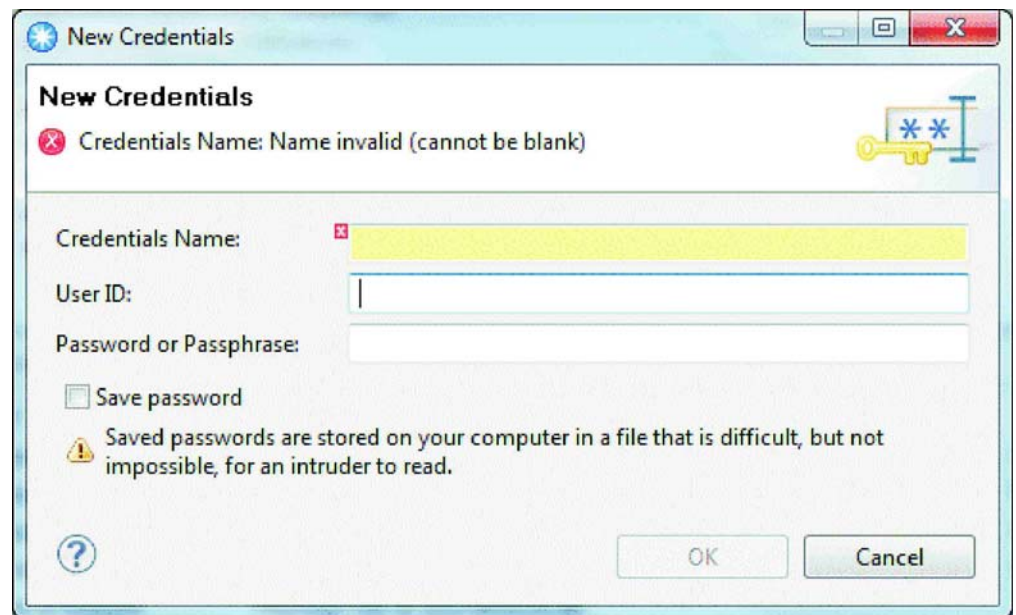 New Credentials
New Credentials
Credentials Name: Name invalid (cannot be blank)
Credentials Name:
User ID:
Password or Passphrase:
Save password
Saved passwords are stored on your computer in a file that is difficult, but not
impossible, for an intruder to read.
OK
Cancel